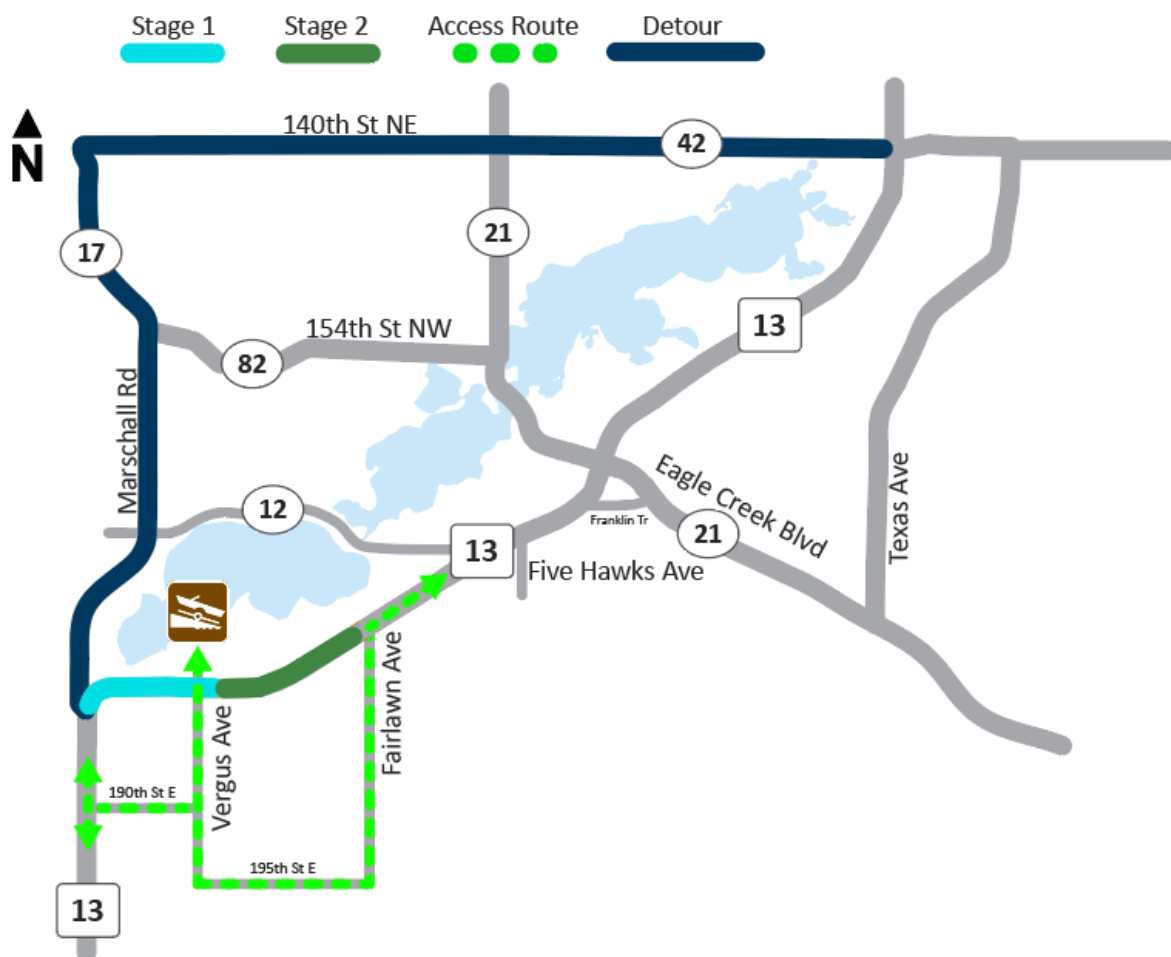 Stage 1
Stage 2
Access Route
Detour
N
140th St NE
42
21
17
13
154th St NW
82
Marschall Rd
12
Franklin Tr
Eagle Creek Blvd
21
Texas Ave
13
Five Hawks Ave
Fairlawn Ave
Vergus Ave
190th St E
195th St E
13